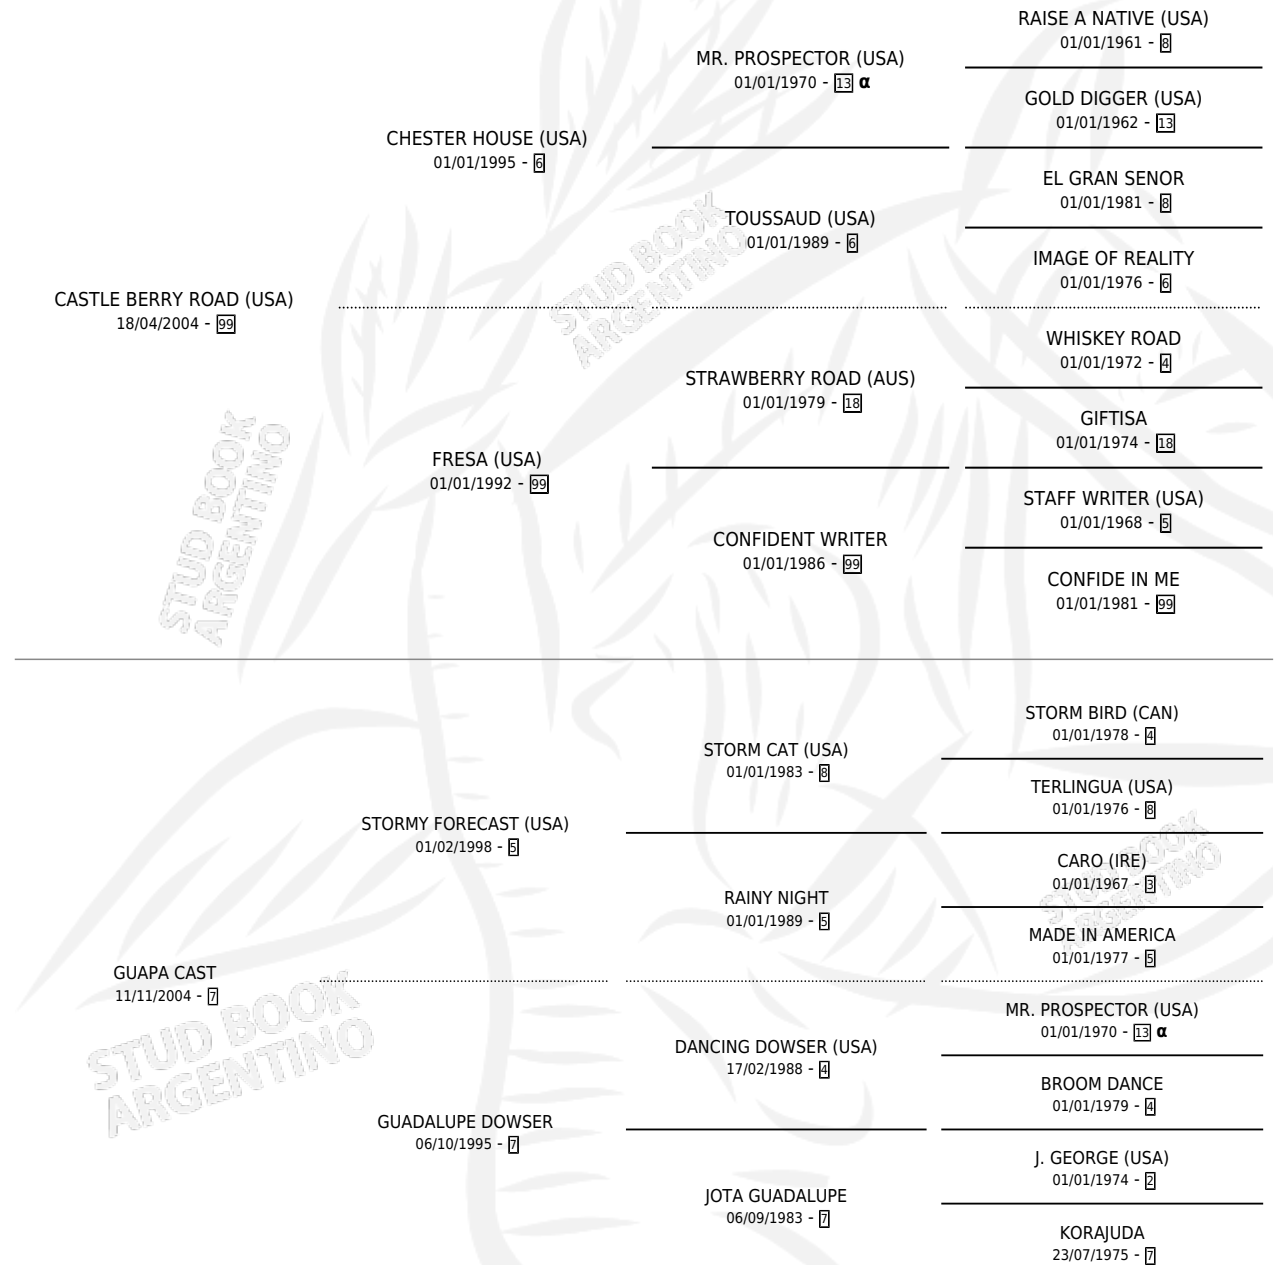 RAISE A NATIVE (USA)
01/01/1961 - 8
MR. PROSPECTOR (USA)
01/01/1970 - 13 α
GOLD DIGGER (USA)
01/01/1962 - 13
CHESTER HOUSE (USA)
01/01/1995 - 6
EL GRAN SENOR
01/01/1981 - 8
TOUSSAUD (USA)
01/01/1989 - 6
IMAGE OF REALITY
01/01/1976 - 6
CASTLE BERRY ROAD (USA)
18/04/2004 - 99
WHISKEY ROAD
01/01/1972 - 4
STRAWBERRY ROAD (AUS)
01/01/1979 - 18
GIFTISA
01/01/1974 - 18
FRESA (USA)
01/01/1992 - 99
STAFF WRITER (USA)
01/01/1968 - 5
CONFIDENT WRITER
01/01/1986 - 99
CONFIDE IN ME
01/01/1981 - 99
STORM BIRD (CAN)
01/01/1978 - 4
STORM CAT (USA)
01/01/1983 - 8
TERLINGUA (USA)
01/01/1976 - 8
STORMY FORECAST (USA)
01/02/1998 - 5
CARO (IRE)
01/01/1967 - 3
RAINY NIGHT
01/01/1989 - 5
MADE IN AMERICA
01/01/1977 - 5
GUAPA CAST
11/11/2004 - 7
MR. PROSPECTOR (USA)
01/01/1970 - 13 α
DANCING DOWSER (USA)
17/02/1988 - 4
BROOM DANCE
01/01/1979 - 4
GUADALUPE DOWSER
06/10/1995 - 7
J. GEORGE (USA)
01/01/1974 - 2
JOTA GUADALUPE
06/09/1983 - 7
KORAJUDA
23/07/1975 - 7
STUD BOOK
ARGENTINO
STUD BOOK
ARGENTINO
STUD BOOK
ARGENTINO
STUD BOOK
ARGENTINO